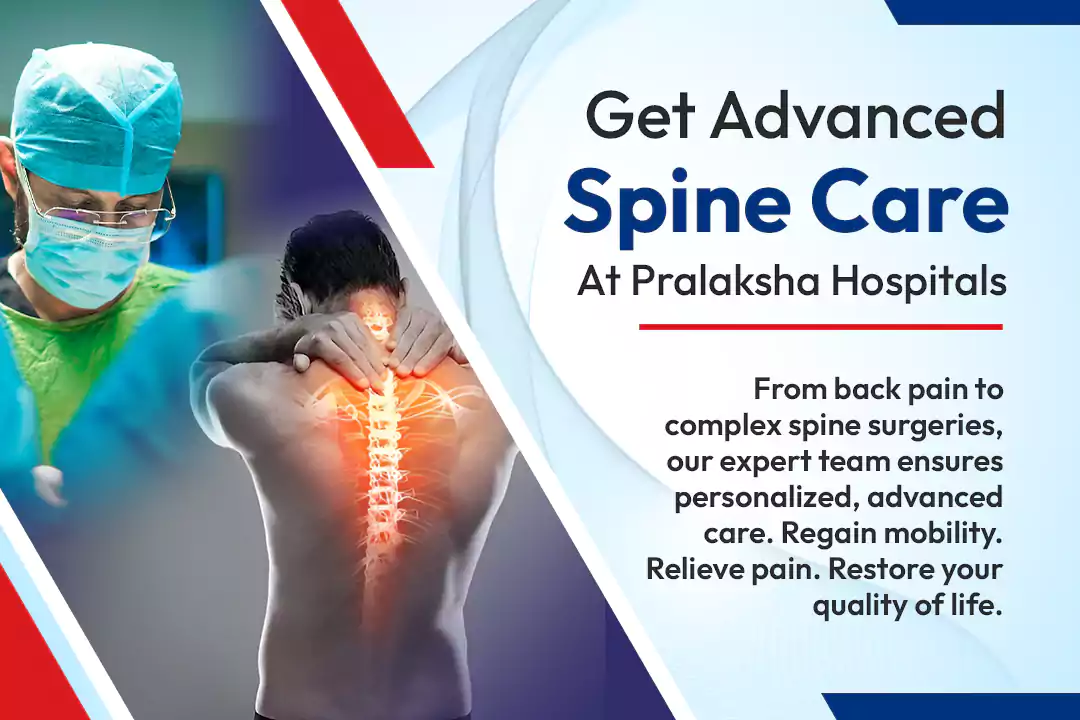 Get Advanced
Spine Care
At Pralaksha Hospitals
From back pain to
complex spine surgeries,
our expert team ensures
personalized, advanced
care. Regain mobility.
Relieve pain. Restore your
quality of life.